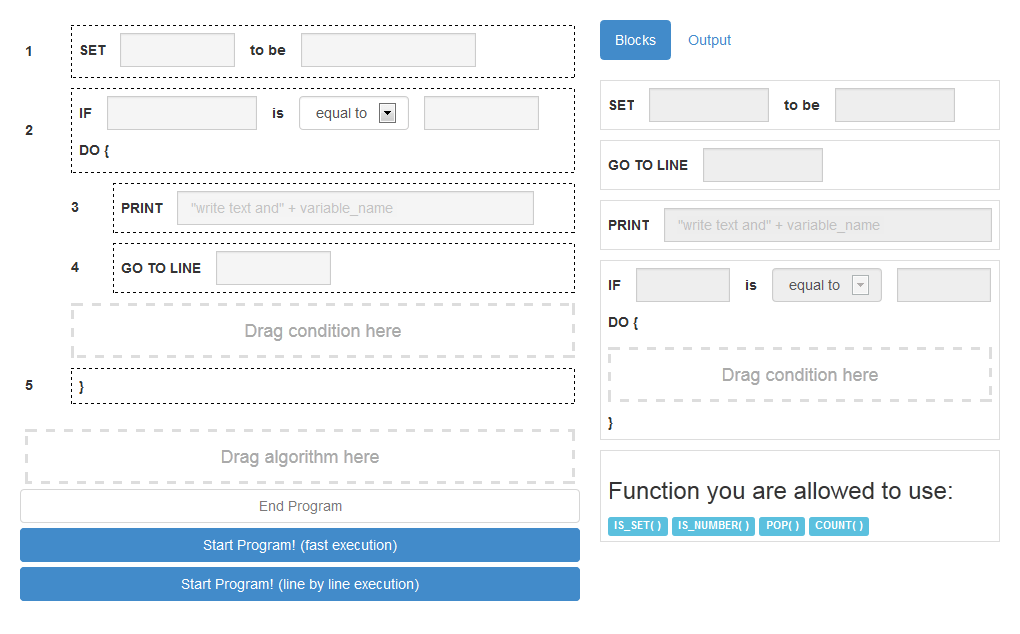 1 SET to be
2 IF is equal to
DO {
3 PRINT "write text and" + variable_name
4 GO TO LINE
Drag condition here
5 }
Drag algorithm here
End Program
Start Program! (fast execution)
Start Program! (line by line execution)
Blocks Output
SET to be
GO TO LINE
PRINT "write text and" + variable_name
IF is equal to
DO {
Drag condition here
}
Function you are allowed to use:
IS_SET( ) IS_NUMBER( ) POP( ) COUNT( )